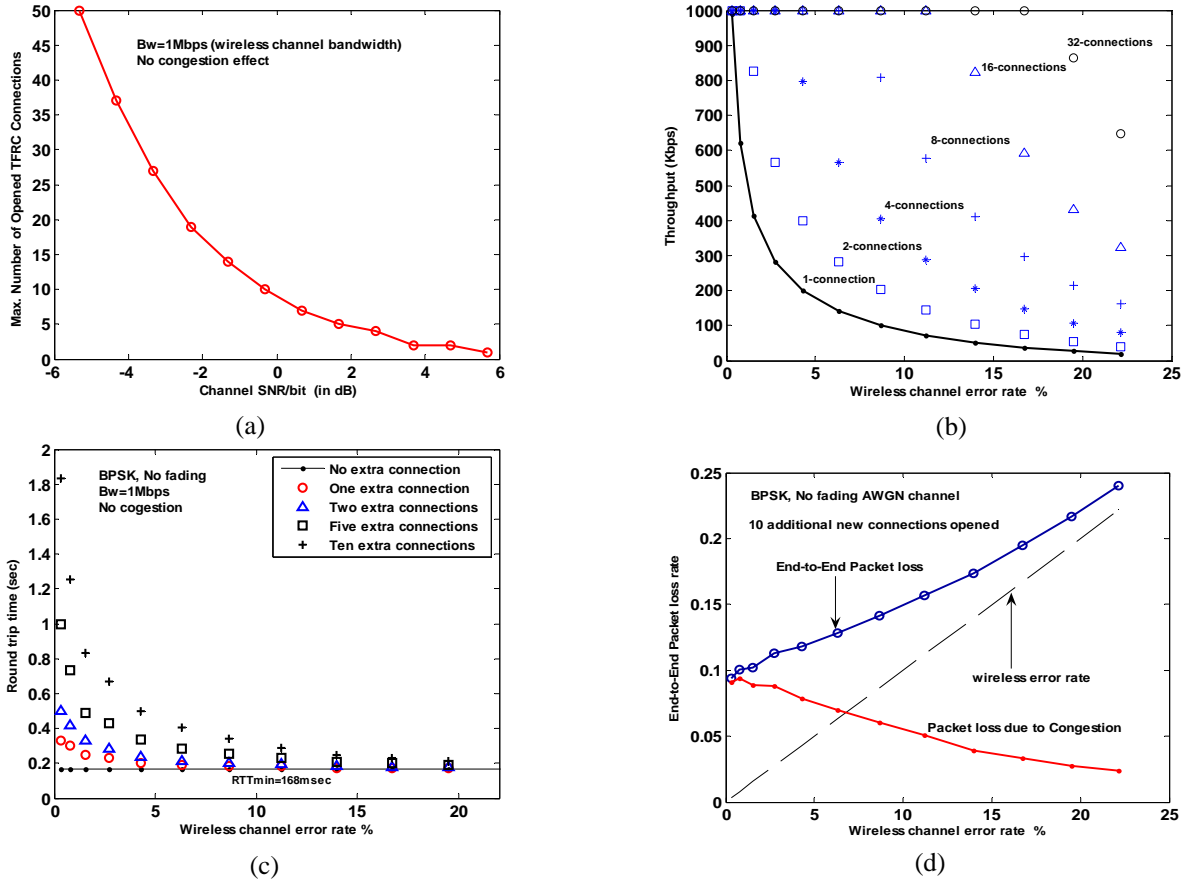 50
45
40
35
30
25
20
15
10
5
0
Max. Number of Opened TFRC Connections
Bw=1Mbps (wireless channel bandwidth)
No congestion effect
-6
-4
-2
0
2
4
6
Channel SNR/bit (in dB)
(a)
1000
900
800
700
600
500
400
300
200
100
0
Throughput (Kbps)
32-connections
16-connections
8-connections
4-connections
2-connections
1-connection
0
5
10
15
20
25
Wireless channel error rate %
(b)
2
1.8
1.6
1.4
1.2
1
0.8
0.6
0.4
0.2
0
Round trip time (sec)
BPSK, No fading
Bw=1Mbps
No cogestion
No extra connection
One extra connection
Two extra connections
Five extra connections
Ten extra connections
RTTmin=168msec
0
5
10
15
20
Wireless channel error rate %
(c)
0.25
0.2
0.15
0.1
0.05
0
End-to-End Packet loss rate
BPSK, No fading AWGN channel
10 additional new connections opened
End-to-End Packet loss
wireless error rate
Packet loss due to Congestion
0
5
10
15
20
25
Wireless channel error rate %
(d)